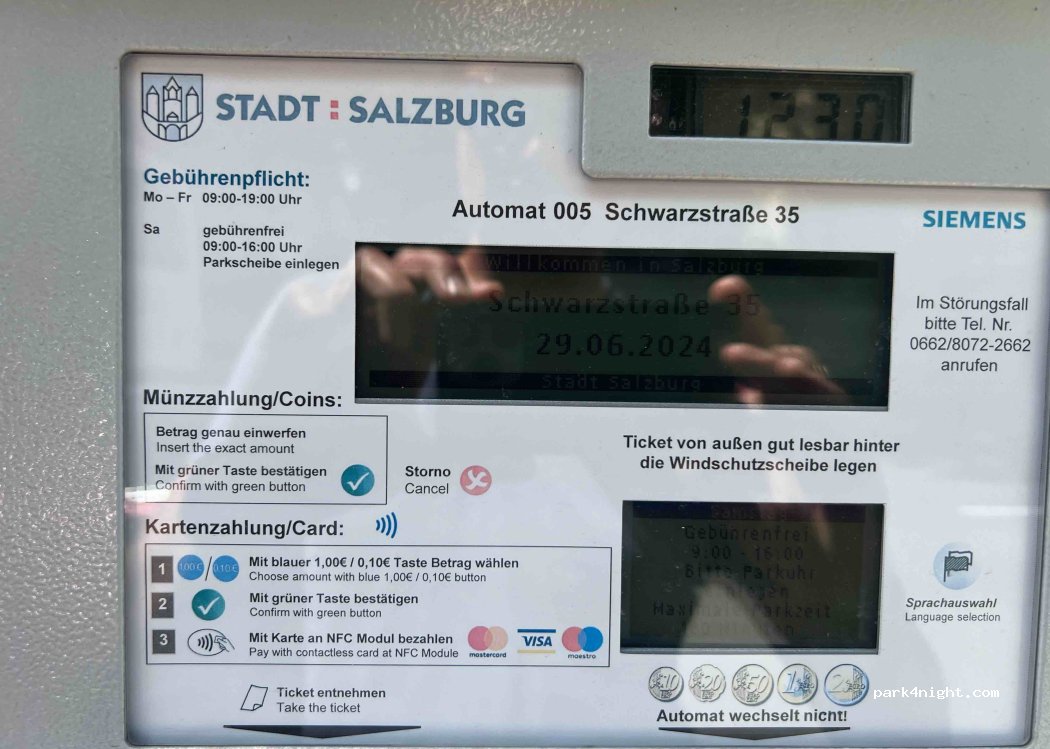 STADT:SALZBURG
12:30
Gebührenpflicht:
Mo – Fr 09:00-19:00 Uhr
Sa gebührenfrei
09:00-16:00 Uhr
Parkscheibe einlegen
Automat 005 Schwarzstraße 35
SIEMENS
Willkommen in Salzburg
Schwarzstraße 35
29.06.2024
Stadt Salzburg
Im Störungsfall
bitte Tel. Nr.
0662/8072-2662
anrufen
Münzzahlung/Coins:
Betrag genau einwerfen
Insert the exact amount
Mit grüner Taste bestätigen
Confirm with green button
Storno
Cancel
Ticket von außen gut lesbar hinter
die Windschutzscheibe legen
Kartenzahlung/Card:
1 1,00€/0,10€ Mit blauer 1,00€ / 0,10€ Taste Betrag wählen
Choose amount with blue 1,00€ / 0,10€ button
2 Mit grüner Taste bestätigen
Confirm with green button
3 Mit Karte an NFC Modul bezahlen
Pay with contactless card at NFC Module
mastercard VISA maestro
Samstag
Gebührenfrei
9:00 - 16:00
Bitte Parkuhr
Parkzeit
Sprachauswahl
Language selection
10 20 50 1 2
Automat wechselt nicht!
Ticket entnehmen
Take the ticket
park4night.com